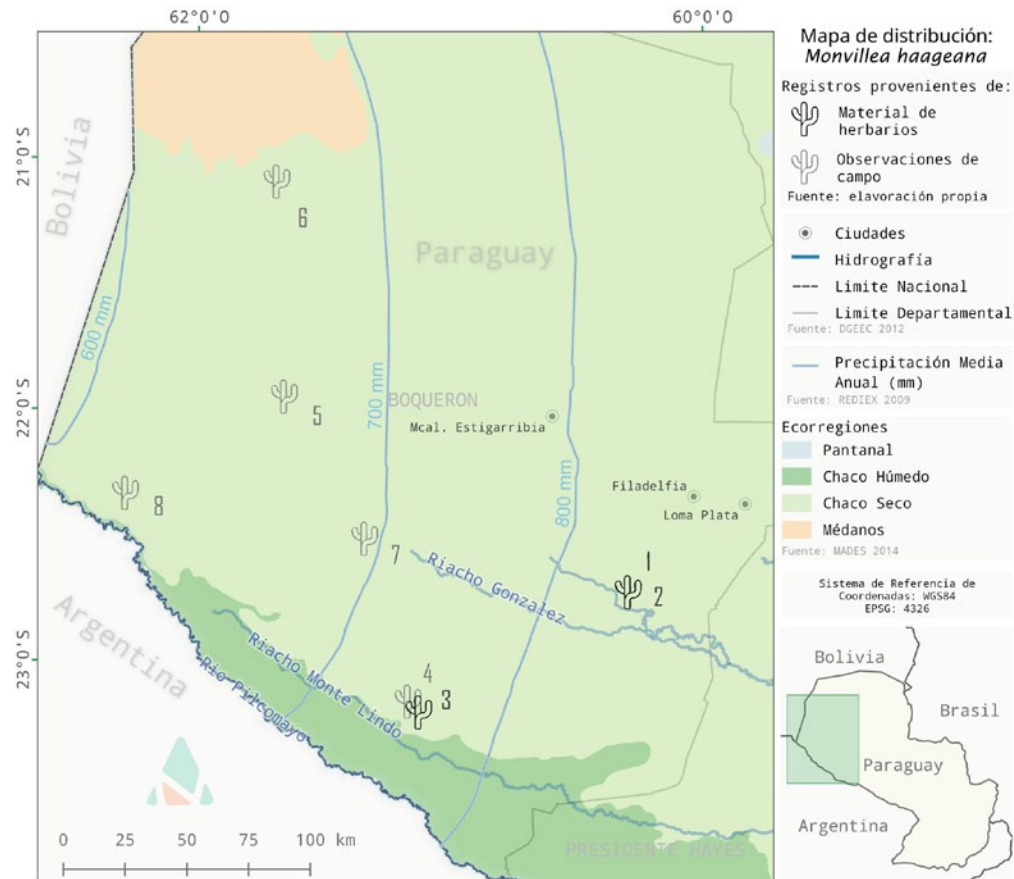 62°0'0
60°0'0
21°0'S
22°0'S
23°0'S
Bolivia
Paraguay
Argentina
600 mm
700 mm
800 mm
BOQUERON
Mcal. Estigarribia
Filadelfia
Loma Plata
6
5
8
7
1
2
4
3
Riacho Gonzalez
Riacho Monte Lindo
Rio Pilcomayo
PRESIDENTE HAYES
0 25 50 75 100 km
Mapa de distribución:
Monvillea haageana
Registros provenientes de:
Material de
herbarios
Observaciones de
campo
Fuente: elavoración propia
Ciudades
Hidrografía
Limite Nacional
Limite Departamental
Fuente: DGEEC 2012
Precipitación Media
Anual (mm)
Fuente: REDIEX 2009
Ecorregiones
Pantanal
Chaco Húmedo
Chaco Seco
Médanos
Fuente: MADES 2014
Sistema de Referencia de
Coordenadas: WGS84
EPSG: 4326
Bolivia
Brasil
Paraguay
Argentina